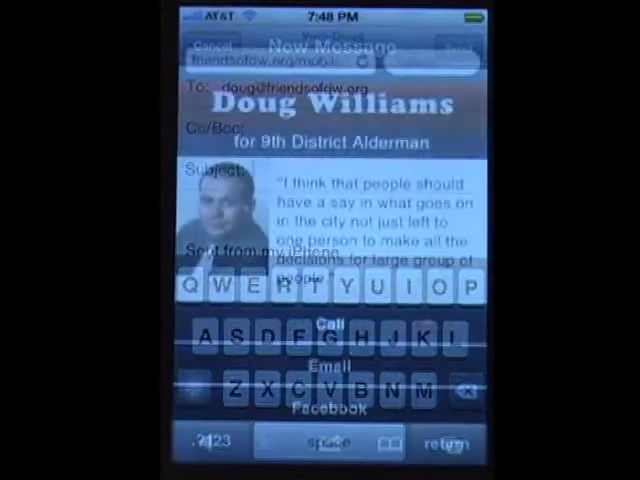 AT&T 7:48 PM
Vote Doug
Cancel New Message Send
friendsofdw.org/mobi
To: doug@friendsofdw.org
Doug Williams
Cc/Bcc:
for 9th District Alderman
Subject:
"I think that people should
have a say in what goes on
in the city not just left to
one person to make all the
Sent from my iPhone
decisions for large group of
people."
Q W E R T Y U I O P
Call
A S D F G H J K L
Email
Z X C V B N M
Facebook
.?123 space return